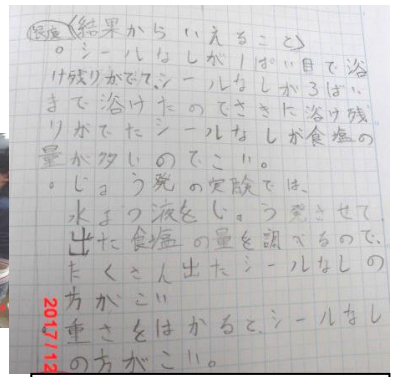 食塩 (結果からいえること)
。シールなしが1ぱい目で溶
け残りがでて、シールなしが3ばい
まで溶けたのでさきに溶け残
りがでたシールなしが食塩の
量が多いのでこい。
。じょう発の実験では、
水よう液をじょう発させて
出た食塩の量を調べるので、
たくさん出たシールなしの
方がこい
。重さをはかると、シールなし
の方がこい。
2017/12